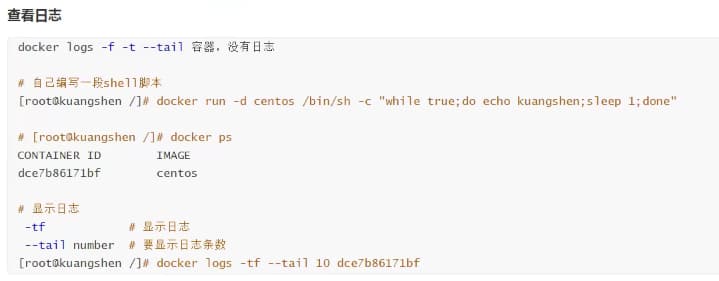 查看日志
docker logs -f -t --tail 容器，没有日志
# 自己编写一段shell脚本
[root@kuangshen /]# docker run -d centos /bin/sh -c "while true;do echo kuangshen;sleep 1;done"
# [root@kuangshen /]# docker ps
CONTAINER ID        IMAGE
dce7b86171bf        centos
# 显示日志
 -tf            # 显示日志
 --tail number  # 要显示日志条数
[root@kuangshen /]# docker logs -tf --tail 10 dce7b86171bf